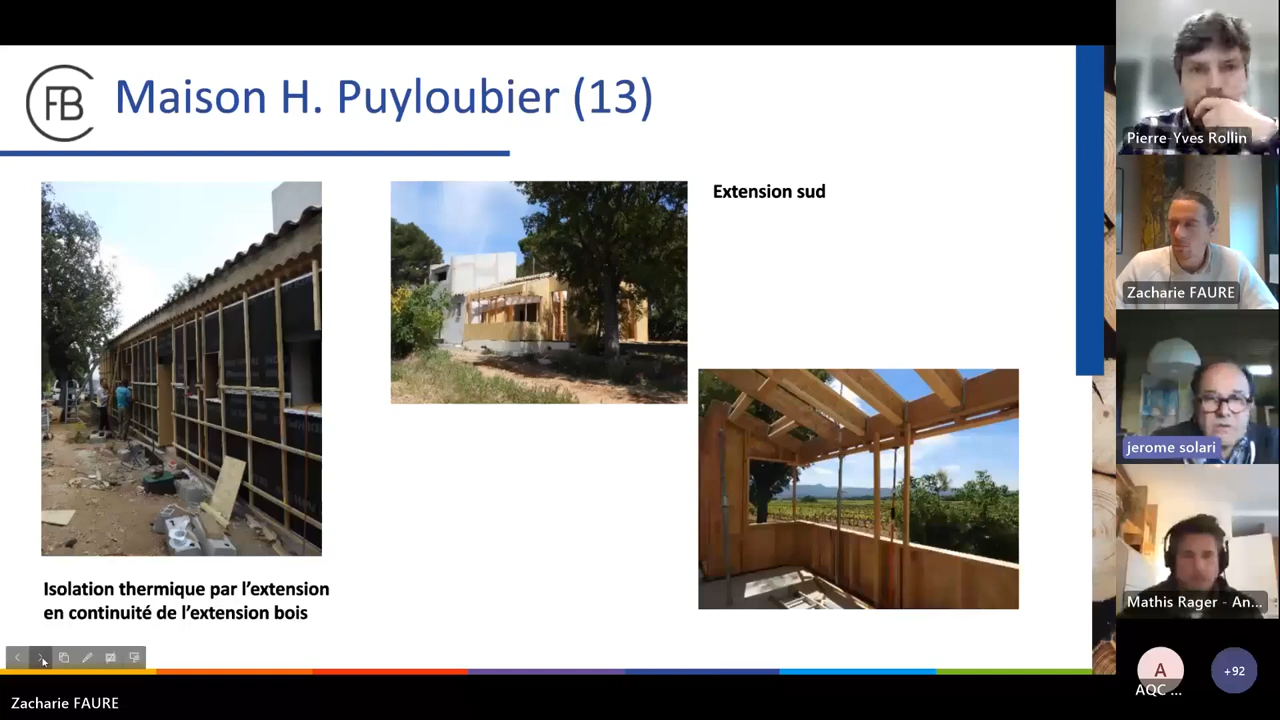 FB
Maison H. Puyloubier (13)
Extension sud
Isolation thermique par l’extension
en continuité de l’extension bois
Zacharie FAURE
Pierre-Yves Rollin
Zacharie FAURE
jerome solari
Mathis Rager - An...
A
AQC ...
+92